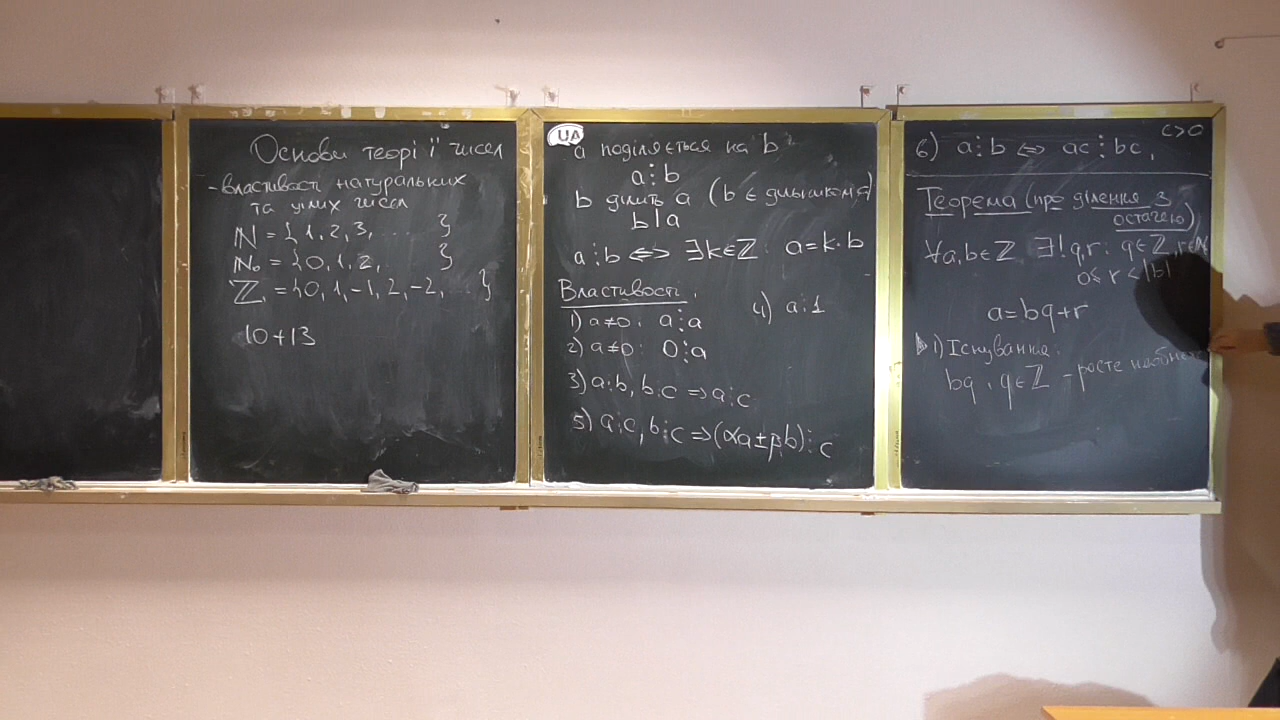 Основи теорії чисел
- властивості натуральних
та цілих чисел
ℕ = {1, 2, 3, .... }
ℕ₀ = {0, 1, 2, .. }
ℤ = {0, 1, -1, 2, -2, ... }
10+13
UA
a поділяється на b
a⋮b
b ділить a (b є дільником a)
b|a
a⋮b ⟺ ∃k∈ℤ: a=k·b
Властивості.
1) a≠0: a⋮a
4) a⋮1
2) a≠0: 0⋮a
3) a⋮b, b⋮c ⇒ a⋮c
5) a⋮c, b⋮c ⇒ (αa±βb)⋮c
c>0
6) a⋮b ⇔ ac⋮bc,
Теорема (про ділення з
остачею)
∀a,b∈ℤ ∃! q,r: q∈ℤ, r∈ℕ
0≤r<|b|
a=bq+r
1) Існування:
bq, q∈ℤ - росте